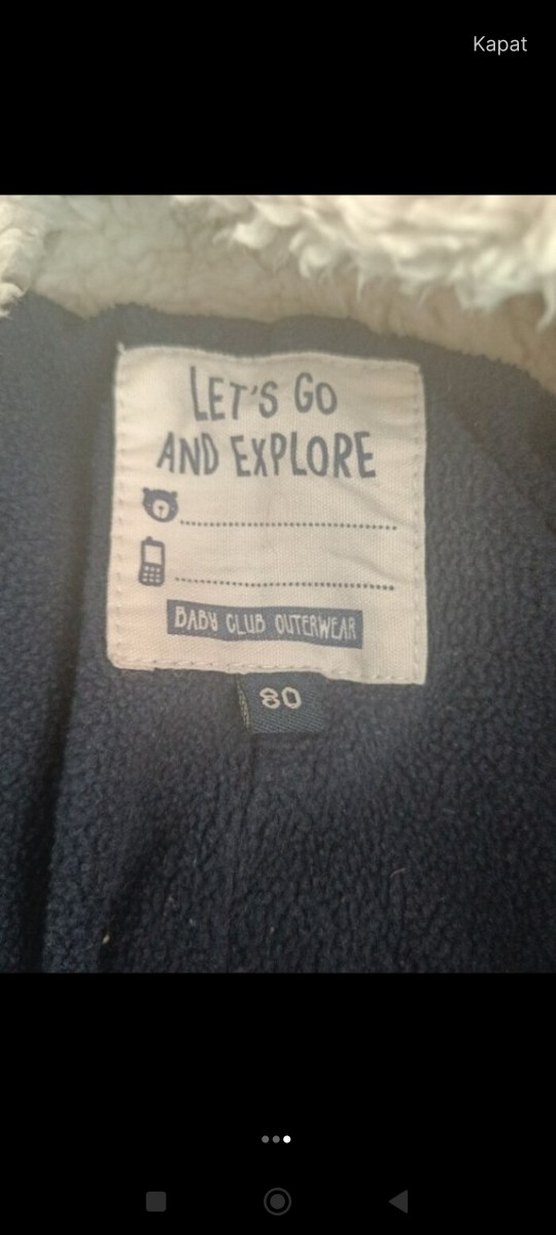 Kapat
LET'S GO
AND EXPLORE
BABY CLUB OUTERWEAR
80